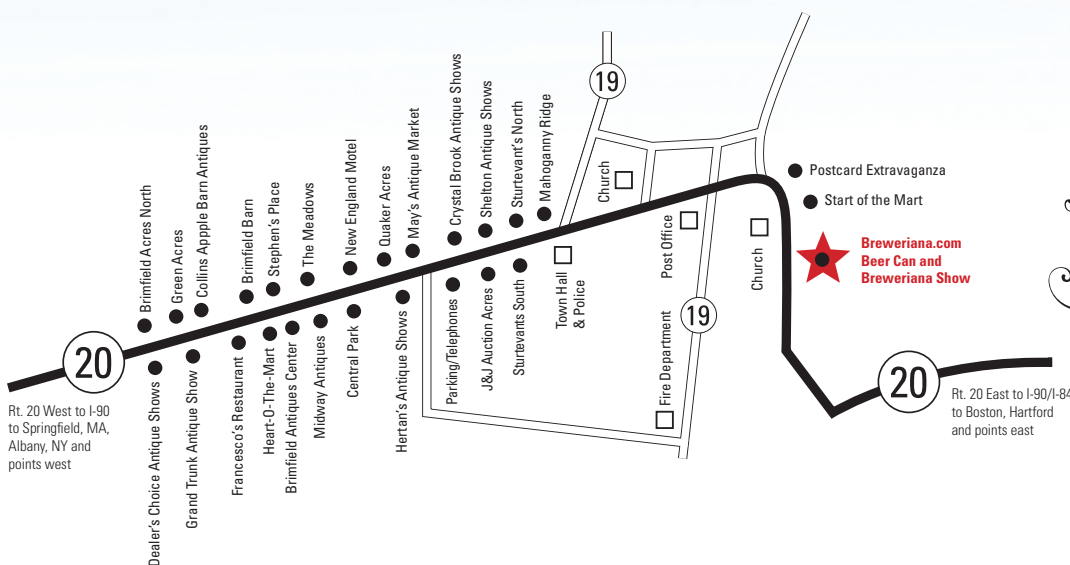 Brimfield Acres North
Green Acres
Collins Appple Barn Antiques
Brimfield Barn
Stephen's Place
The Meadows
New England Motel
Quaker Acres
May's Antique Market
Crystal Brook Antique Shows
Shelton Antique Shows
Sturtevant's North
Mahoganny Ridge
19
Church
Postcard Extravaganza
Start of the Mart
Breweriana.com
Beer Can and
Breweriana Show
20
Rt. 20 West to I-90
to Springfield, MA,
Albany, NY and
points west
Dealer's Choice Antique Shows
Grand Trunk Antique Show
Francesco's Restaurant
Heart-O-The-Mart
Brimfield Antiques Center
Midway Antiques
Central Park
Hertan's Antique Shows
Parking/Telephones
J&J Auction Acres
Sturtevants South
Town Hall
& Police
Post Office
Fire Department
19
Church
20
Rt. 20 East to I-90/I-84
to Boston, Hartford
and points east